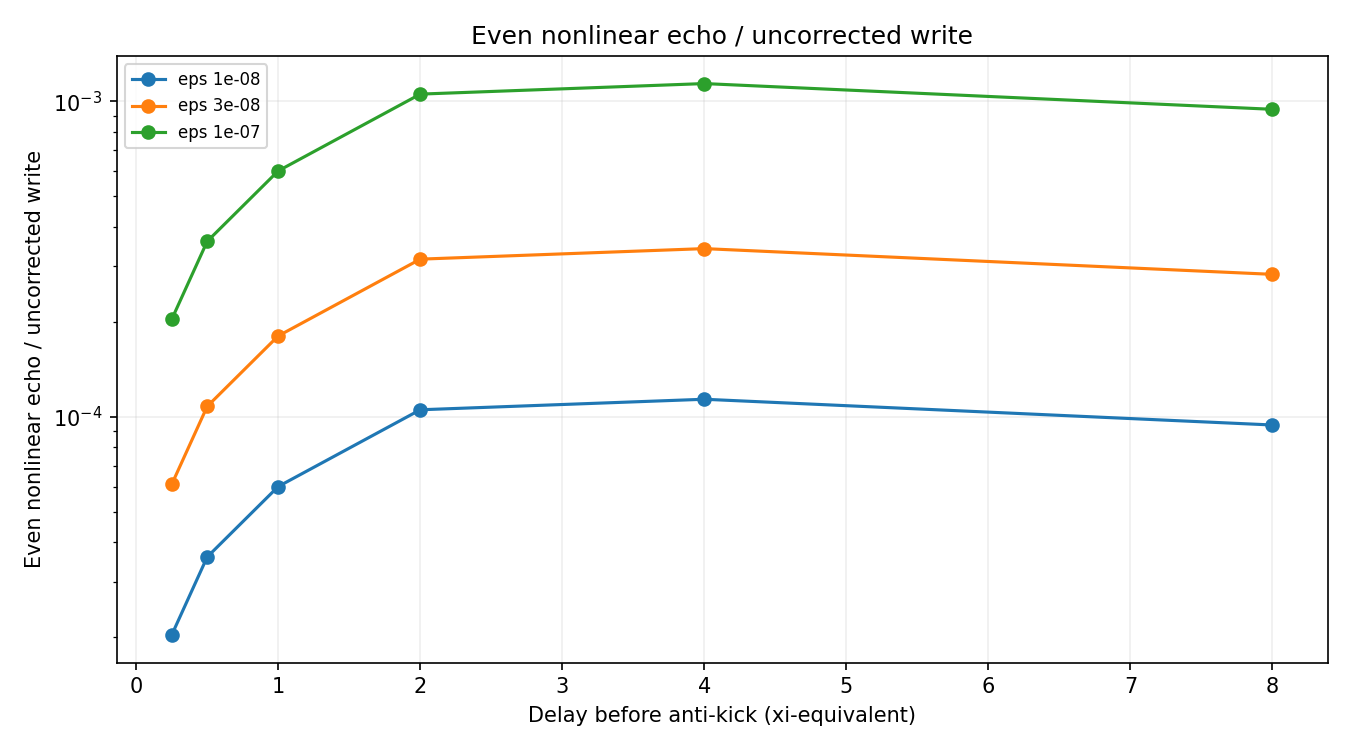 Even nonlinear echo / uncorrected write
eps 1e-08
eps 3e-08
eps 1e-07
10⁻³
10⁻⁴
Even nonlinear echo / uncorrected write
0 1 2 3 4 5 6 7 8
Delay before anti-kick (xi-equivalent)